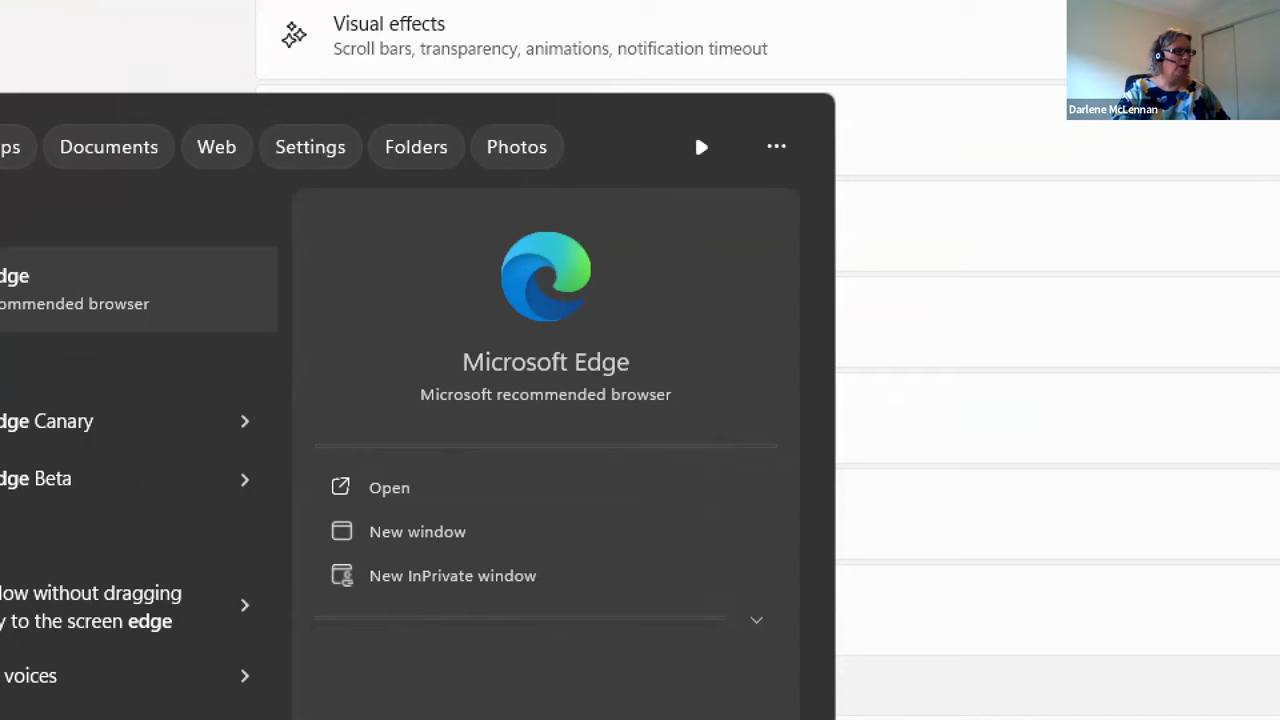 Visual effects
Scroll bars, transparency, animations, notification timeout
Darlene McLennan
ps
Documents
Web
Settings
Folders
Photos
dge
ommended browser
Microsoft Edge
Microsoft recommended browser
dge Canary
dge Beta
Open
New window
New InPrivate window
low without dragging
y to the screen edge
voices